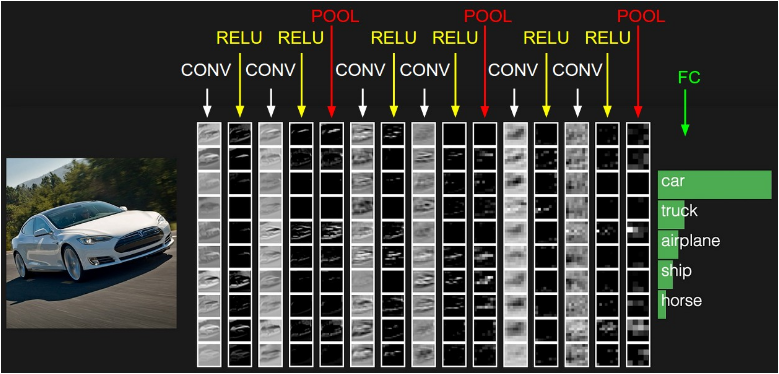 POOL POOL POOL
RELU RELU RELU RELU RELU RELU
CONV CONV CONV CONV CONV CONV
FC
car
truck
airplane
ship
horse